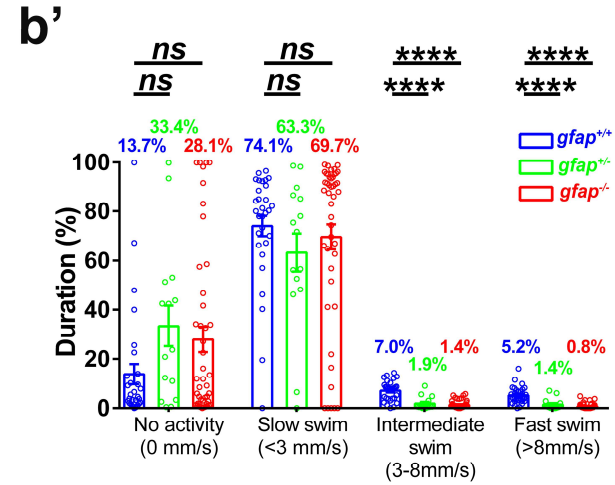 b’
ns
ns
****
****
ns
ns
****
****
33.4%
63.3%
13.7%
28.1%
74.1%
69.7%
gfap+/+
gfap+/-
gfap-/-
Duration (%)
100
80
60
40
20
0
7.0%
1.4%
1.9%
5.2%
0.8%
1.4%
No activity
(0 mm/s)
Slow swim
(<3 mm/s)
Intermediate
swim
(3-8mm/s)
Fast swim
(>8mm/s)